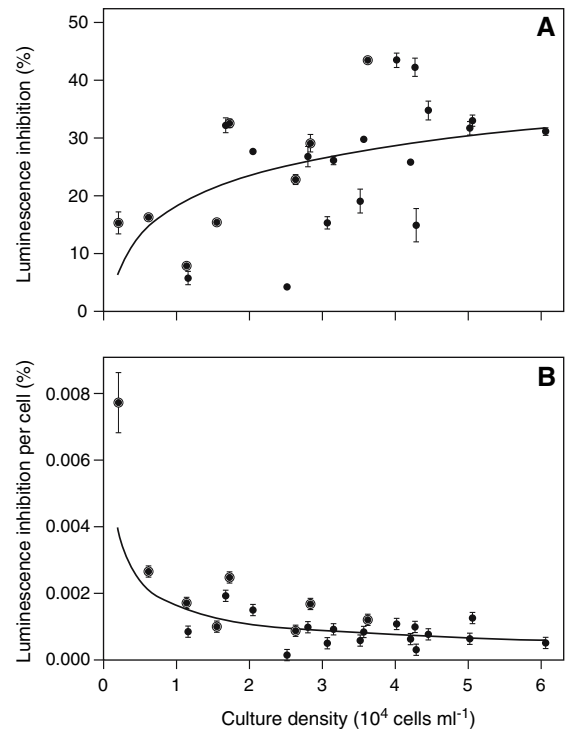 A
Luminescence inhibition (%)
50
40
30
20
10
0
B
Luminescence inhibition per cell (%)
0.008
0.006
0.004
0.002
0.000
0 1 2 3 4 5 6
Culture density (10⁴ cells ml⁻¹)